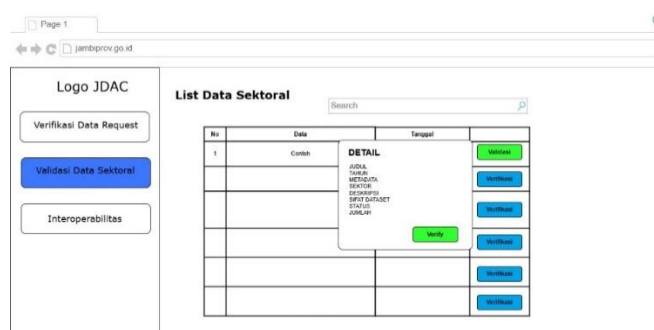 Page 1
jambiprov.go.id
Logo JDAC
Verifikasi Data Request
Validasi Data Sektoral
Interoperabilitas
List Data Sektoral
Search
No Data Tanggal
1 Contoh Validasi
DETAIL
JUDUL
TAHUN
METADATA
SEKTOR
DESKRIPSI
SIFAT DATASET
STATUS
JUMLAH
Verify
Verifikasi
Verifikasi
Verifikasi
Verifikasi
Verifikasi